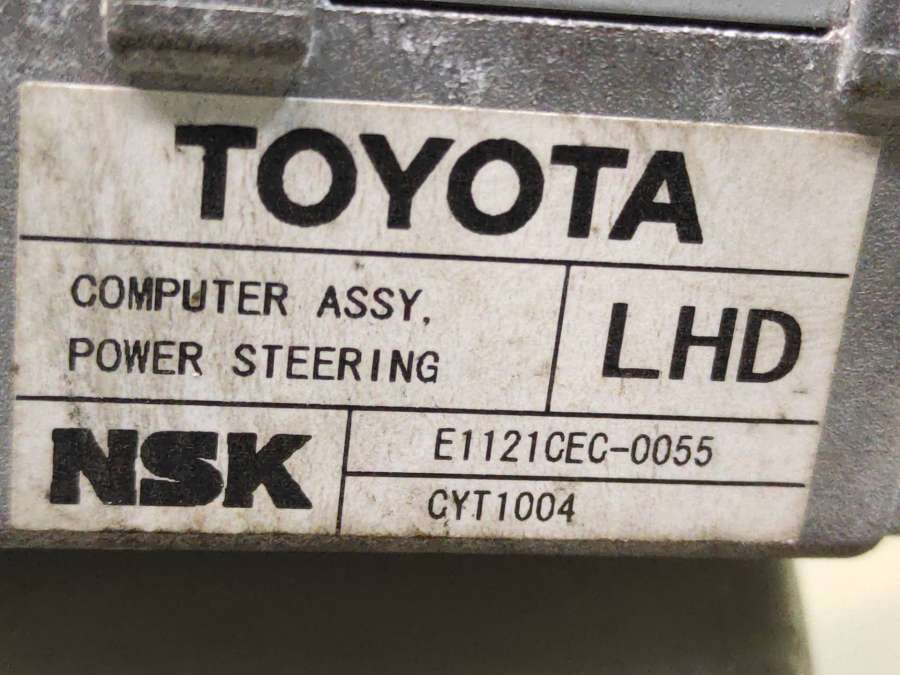 TOYOTA
COMPUTER ASSY,
POWER STEERING
LHD
NSK
E1121CEC-0055
CYT1004